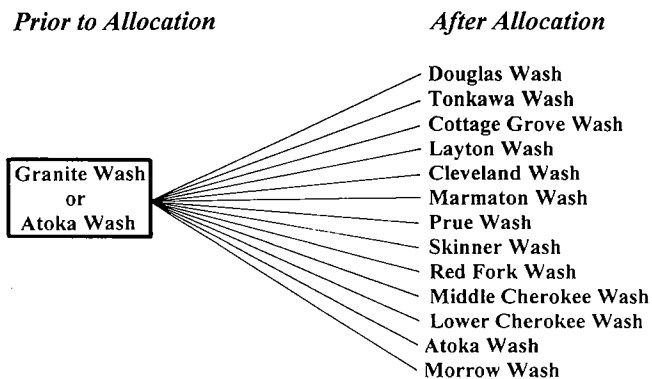 Prior to Allocation
After Allocation
Granite Wash
or
Atoka Wash
Douglas Wash
Tonkawa Wash
Cottage Grove Wash
Layton Wash
Cleveland Wash
Marmaton Wash
Prue Wash
Skinner Wash
Red Fork Wash
Middle Cherokee Wash
Lower Cherokee Wash
Atoka Wash
Morrow Wash